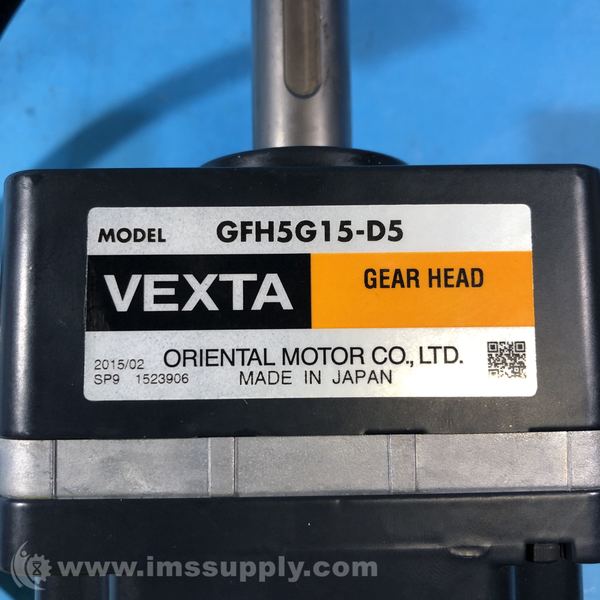 MODEL GFH5G15-D5
VEXTA GEAR HEAD
2015/02 ORIENTAL MOTOR CO., LTD.
SP9 1523906 MADE IN JAPAN
www.imssupply.com